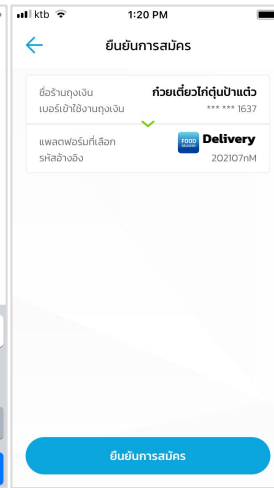 ktb 1:20 PM
ยืนยันการสมัคร
ชื่อร้านถุงเงิน ก๋วยเตี๋ยวไก่ตุ๋นป้าแต๋ว
เบอร์เข้าใช้งานถุงเงิน *** *** 1637
แพลตฟอร์มที่เลือก FOOD DELIVERY Delivery
รหัสอ้างอิง 202107nM
ยืนยันการสมัคร